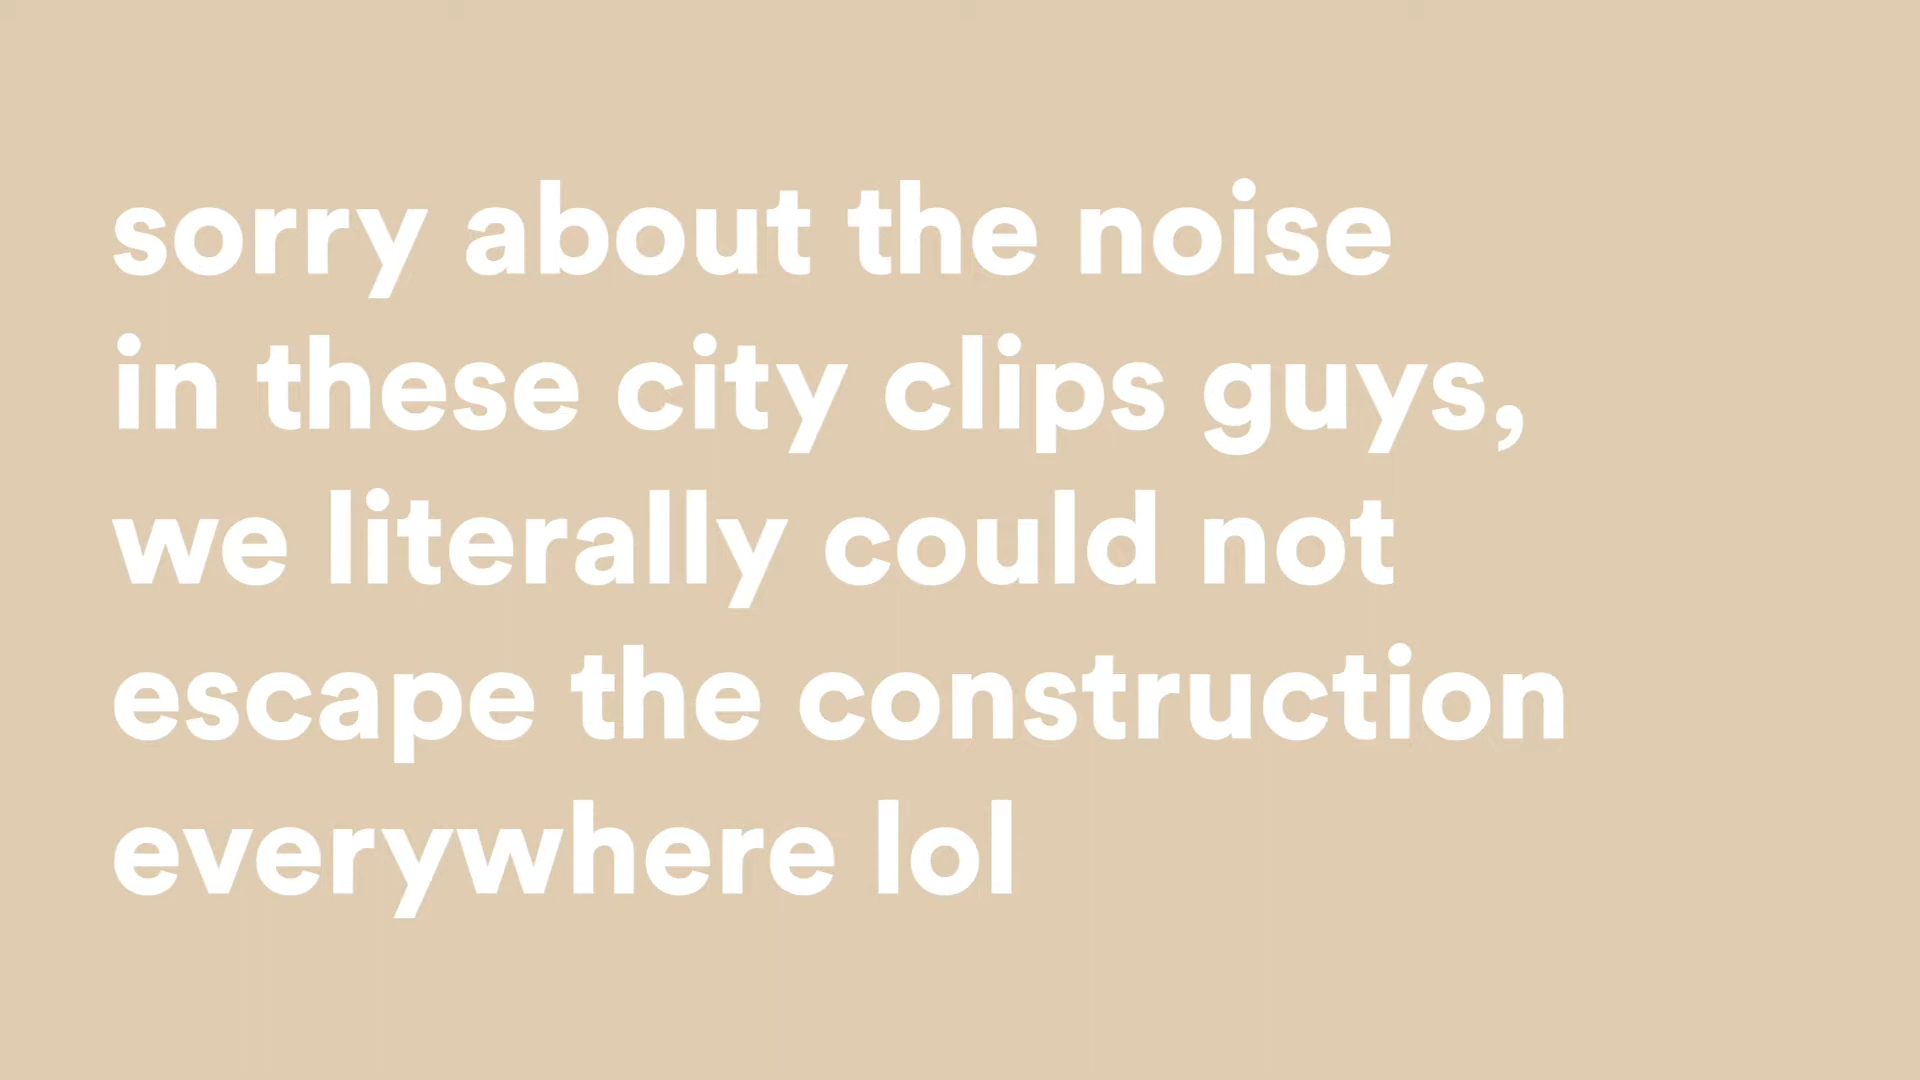 sorry about the noise
in these city clips guys,
we literally could not
escape the construction
everywhere lol